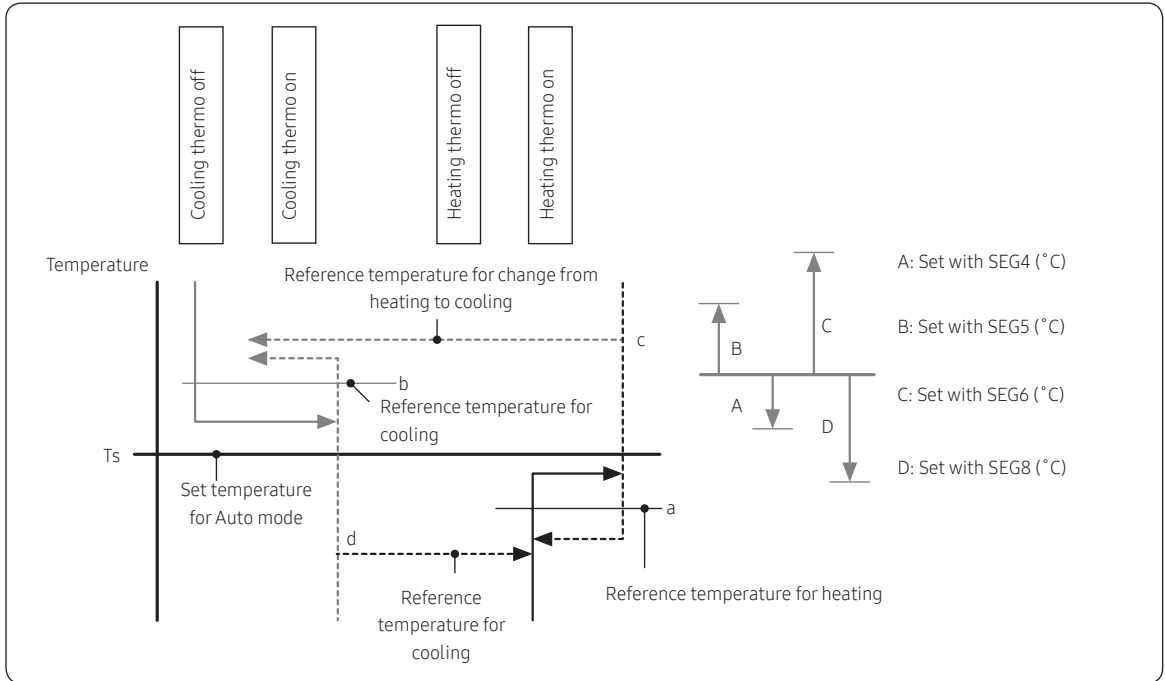 Cooling thermo off
Cooling thermo on
Heating thermo off
Heating thermo on
Temperature
Reference temperature for change from
heating to cooling
c
b
Reference temperature for
cooling
Ts
Set temperature
for Auto mode
a
d
Reference
temperature for
cooling
Reference temperature for heating
B
C
A
D
A: Set with SEG4 (˚C)
B: Set with SEG5 (˚C)
C: Set with SEG6 (˚C)
D: Set with SEG8 (˚C)